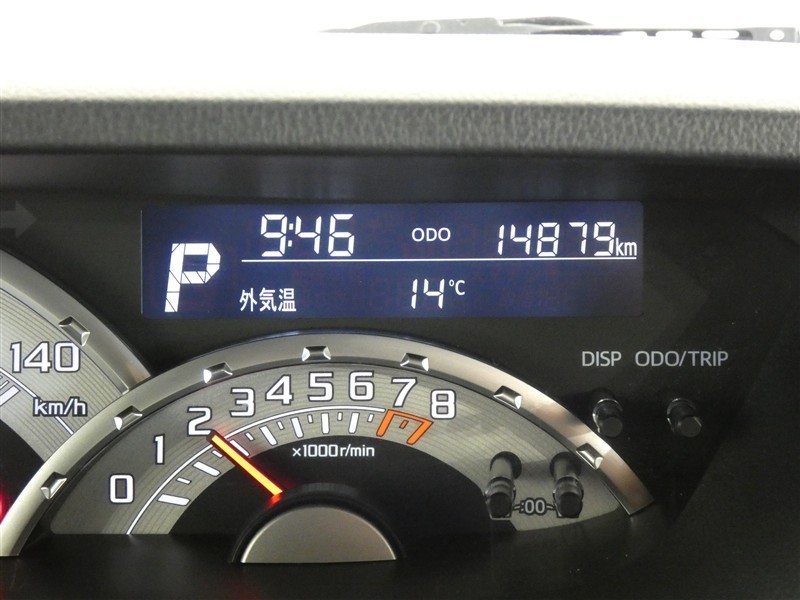 9:46 ODO 14879km
P
外気温 14°C
DISP ODO/TRIP
140
km/h
0 1 2 3 4 5 6 7 8
×1000r/min
:00